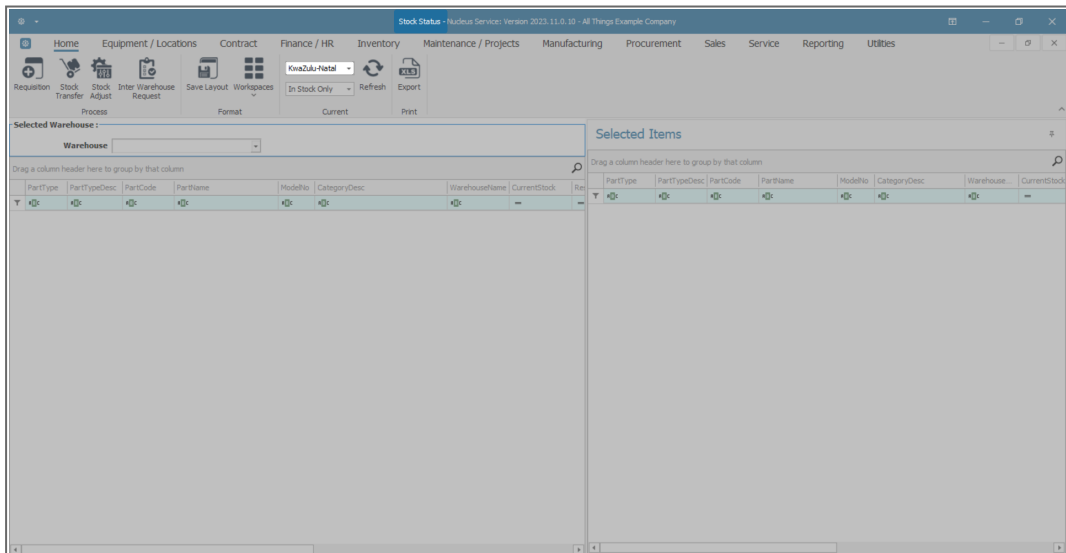 Stock Status - Nucleus Service: Version 2023.11.0.10 - All Things Example Company
Home Equipment / Locations Contract Finance / HR Inventory Maintenance / Projects Manufacturing Procurement Sales Service Reporting Utilities
Requisition Stock Transfer Stock Adjust Inter Warehouse Request Save Layout Workspaces KwaZulu-Natal In Stock Only Refresh XLS Export
Process Format Current Print
Selected Warehouse :
Warehouse
Drag a column header here to group by that column
PartType PartTypeDesc PartCode PartName ModelNo CategoryDesc WarehouseName CurrentStock Re
Selected Items
Drag a column header here to group by that column
PartType PartTypeDesc PartCode PartName ModelNo CategoryDesc Warehouse... CurrentStock